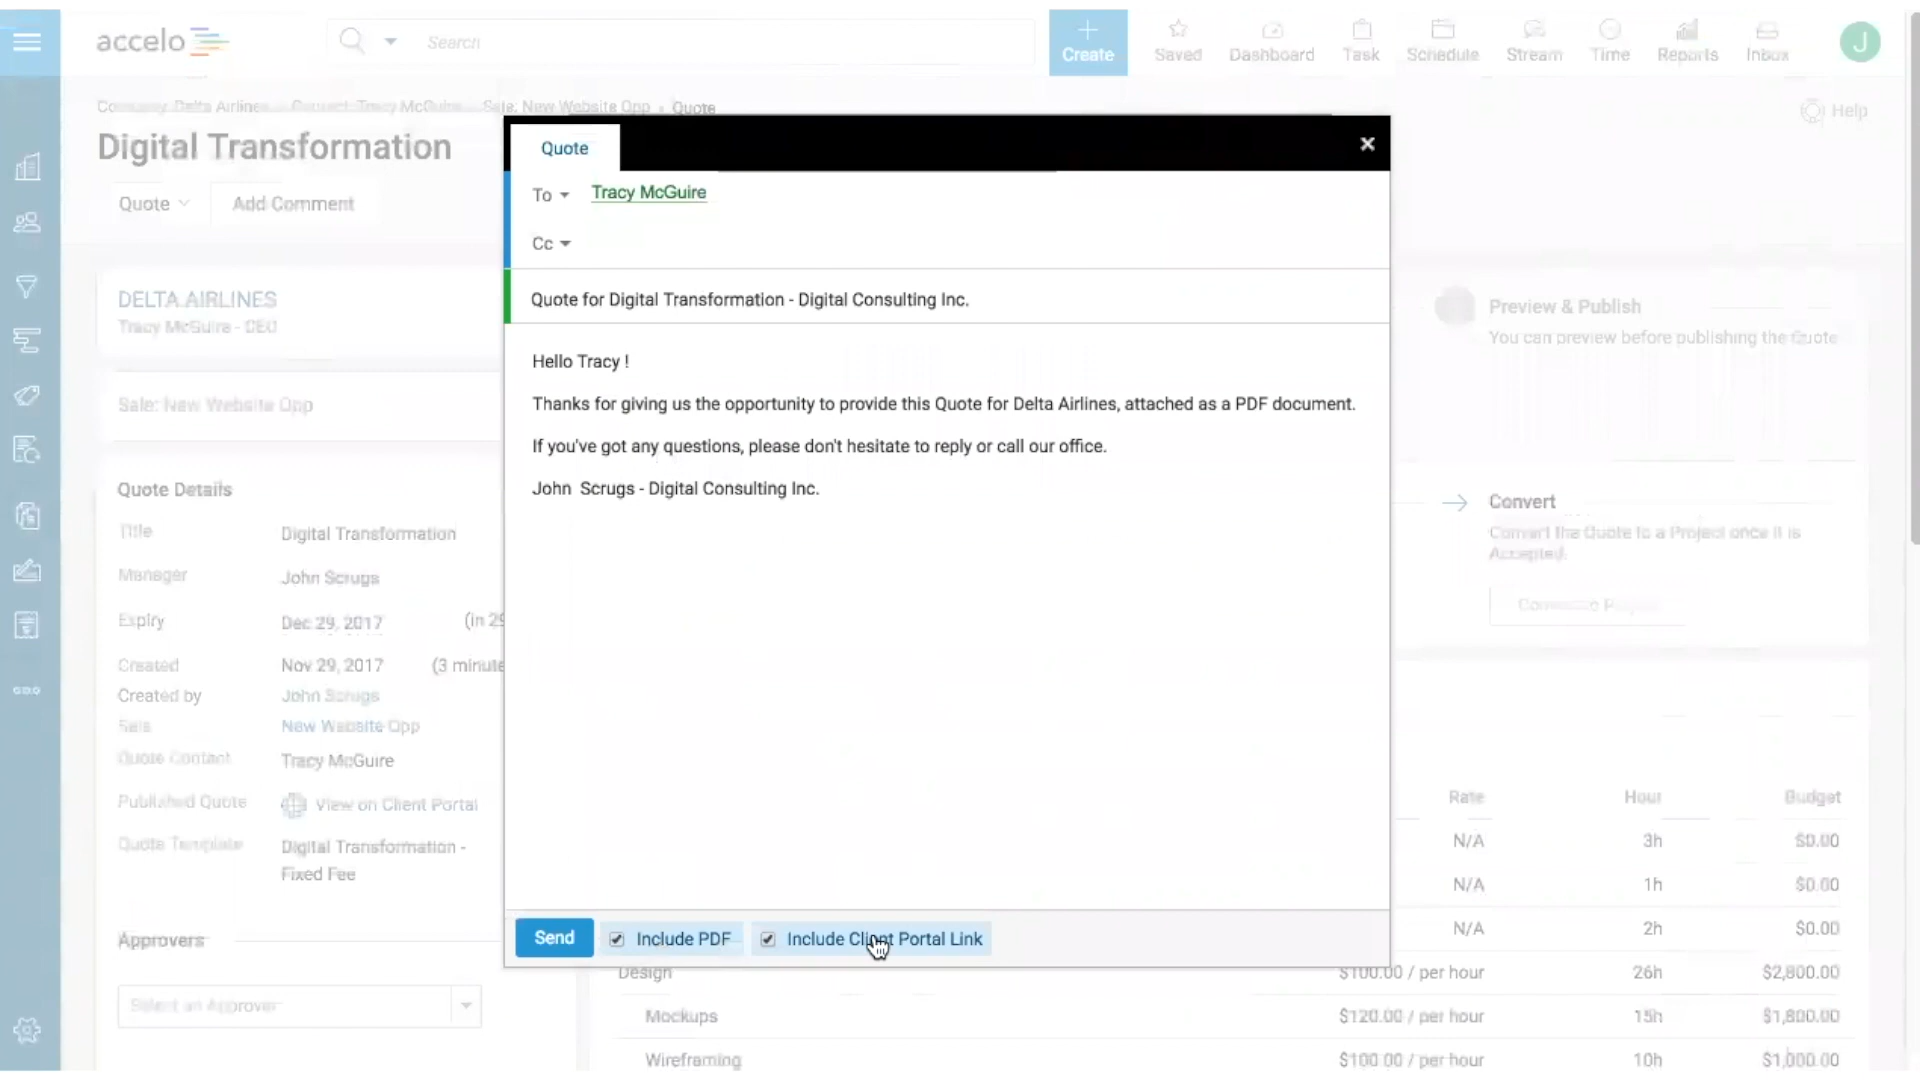 accelo
Search
Create
Saved
Dashboard
Task
Schedule
Stream
Time
Reports
Inbox
J
Company: Delta Airlines Contact: Tracy McGuire Sale: New Website Opp Quote
Help
Digital Transformation
Quote
Add Comment
Quote
To
Tracy McGuire
Cc
Quote for Digital Transformation - Digital Consulting Inc.
Hello Tracy !
Thanks for giving us the opportunity to provide this Quote for Delta Airlines, attached as a PDF document.
If you've got any questions, please don't hesitate to reply or call our office.
John Scrugs - Digital Consulting Inc.
Send
Include PDF
Include Client Portal Link
DELTA AIRLINES
Tracy McGuire - CEO
Sale: New Website Opp
Quote Details
Title Digital Transformation
Manager John Scrugs
Expiry Dec 29, 2017 (in 29
Created Nov 29, 2017 (3 minute
Created by John Scrugs
Sale New Website Opp
Quote Contact Tracy McGuire
Published Quote View on Client Portal
Quote Template Digital Transformation -
Fixed Fee
Approvers
Select an Approver
Preview & Publish
You can preview before publishing the Quote
Convert
Convert the Quote to a Project once it is
Accepted.
Rate Hour Budget
N/A 3h $0.00
N/A 1h $0.00
N/A 2h $0.00
Design $100.00 / per hour 26h $2,800.00
Mockups $120.00 / per hour 15h $1,800.00
Wireframing $100.00 / per hour 10h $1,000.00